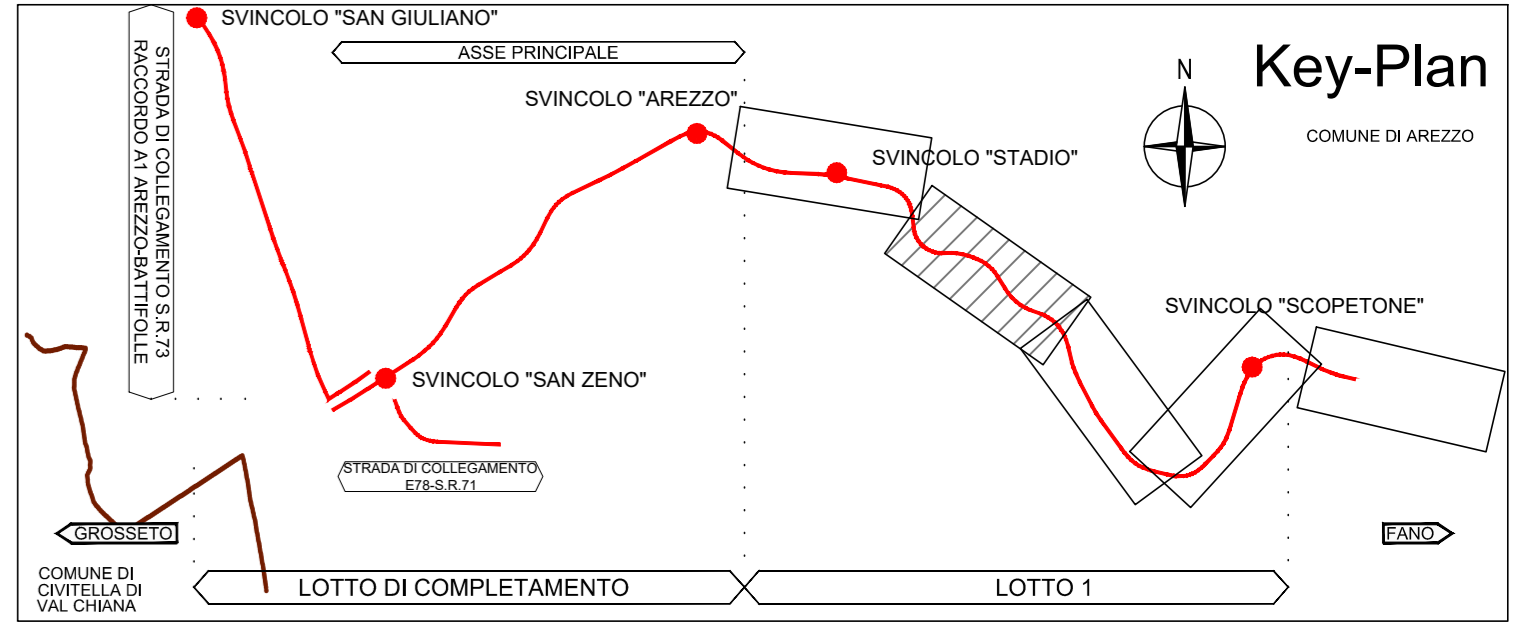 SVINCOLO "SAN GIULIANO"
STRADA DI COLLEGAMENTO S.R.73
RACCORDO A1 AREZZO-BATTIFOLLE
ASSE PRINCIPALE
Key-Plan
N
SVINCOLO "AREZZO"
COMUNE DI AREZZO
SVINCOLO "STADIO"
SVINCOLO "SCOPETONE"
SVINCOLO "SAN ZENO"
STRADA DI COLLEGAMENTO
E78-S.R.71
GROSSETO
FANO
COMUNE DI
CIVITELLA DI
VAL CHIANA
LOTTO DI COMPLETAMENTO
LOTTO 1